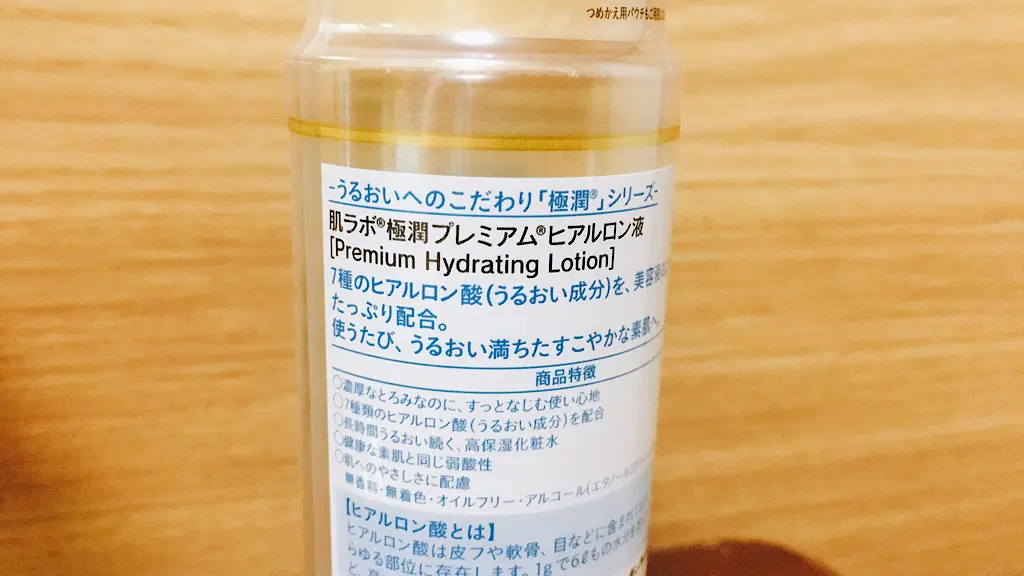 つめかえ用パウチもご用意
-うるおいへのこだわり「極潤®」シリーズ-
肌ラボ®極潤プレミアム®ヒアルロン液
[Premium Hydrating Lotion]
7種のヒアルロン酸(うるおい成分)を、美容液
たっぷり配合。
使うたび、うるおい満ちたすこやかな素肌へ。
商品特徴
○濃厚なとろみなのに、すっとなじむ使い心地
○7種類のヒアルロン酸(うるおい成分)を配合
○長時間うるおい続く、高保湿化粧水
○健康な素肌と同じ弱酸性
○肌へのやさしさに配慮
無香料・無着色・オイルフリー・アルコール(エタノール)
【ヒアルロン酸とは】
ヒアルロン酸は皮フや軟骨、目などに含まれ
らゆる部位に存在します。1gで6ℓもの水分を